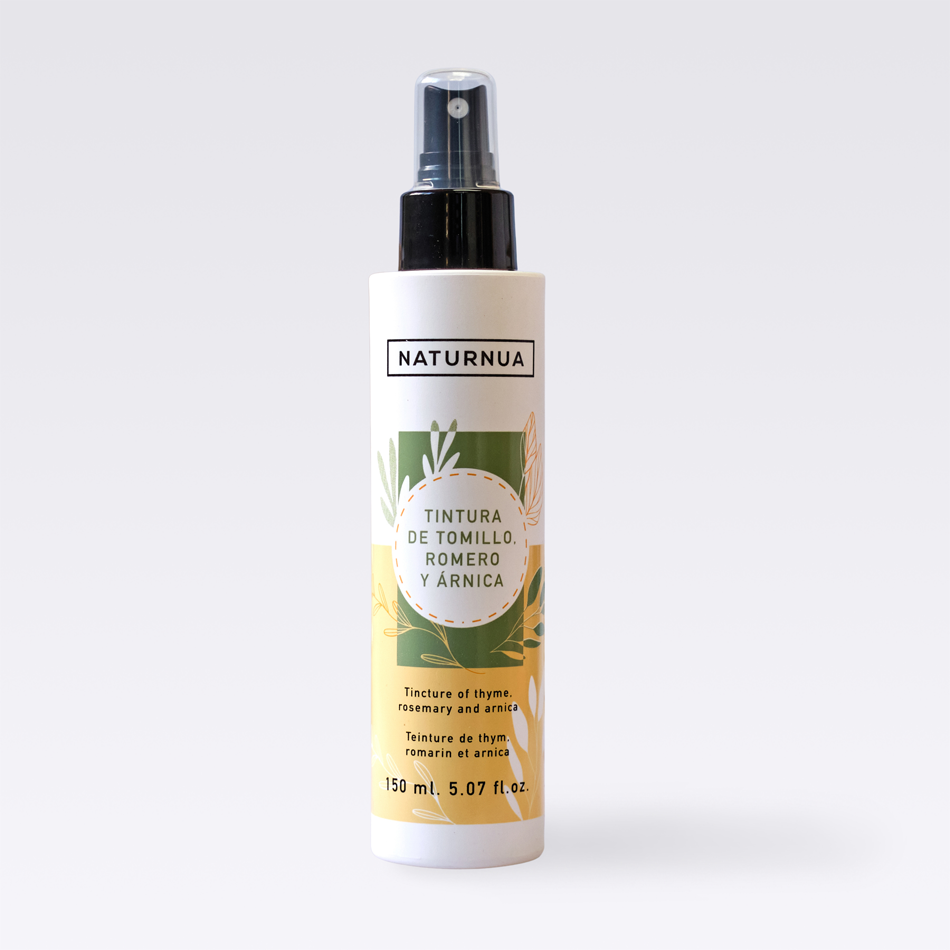 NATURNUA
TINTURA
DE TOMILLO,
ROMERO
Y ÁRNICA
Tincture of thyme,
rosemary and arnica
Teinture de thym,
romarin et arnica
150 ml. 5.07 fl.oz.